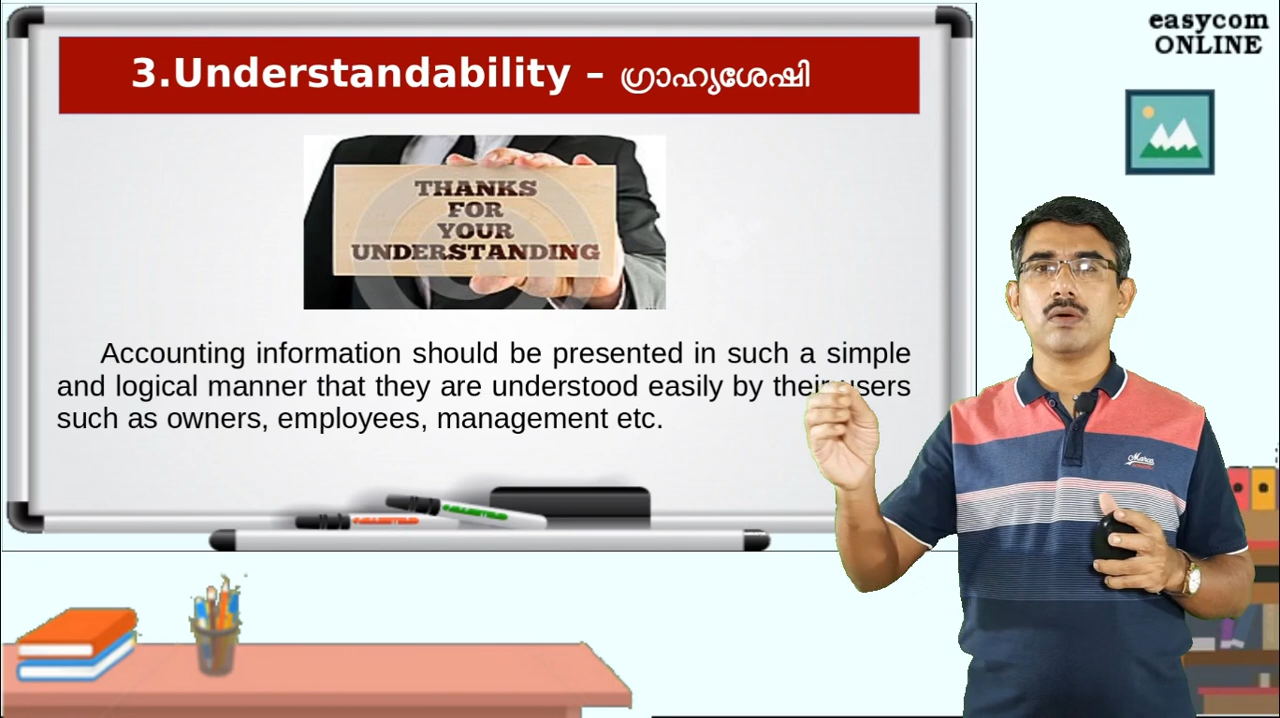 easycom
ONLINE
3.Understandability – ഗ്രാഹ്യശേഷി
THANKS
FOR
YOUR
UNDERSTANDING
Accounting information should be presented in such a simple
and logical manner that they are understood easily by their users
such as owners, employees, management etc.